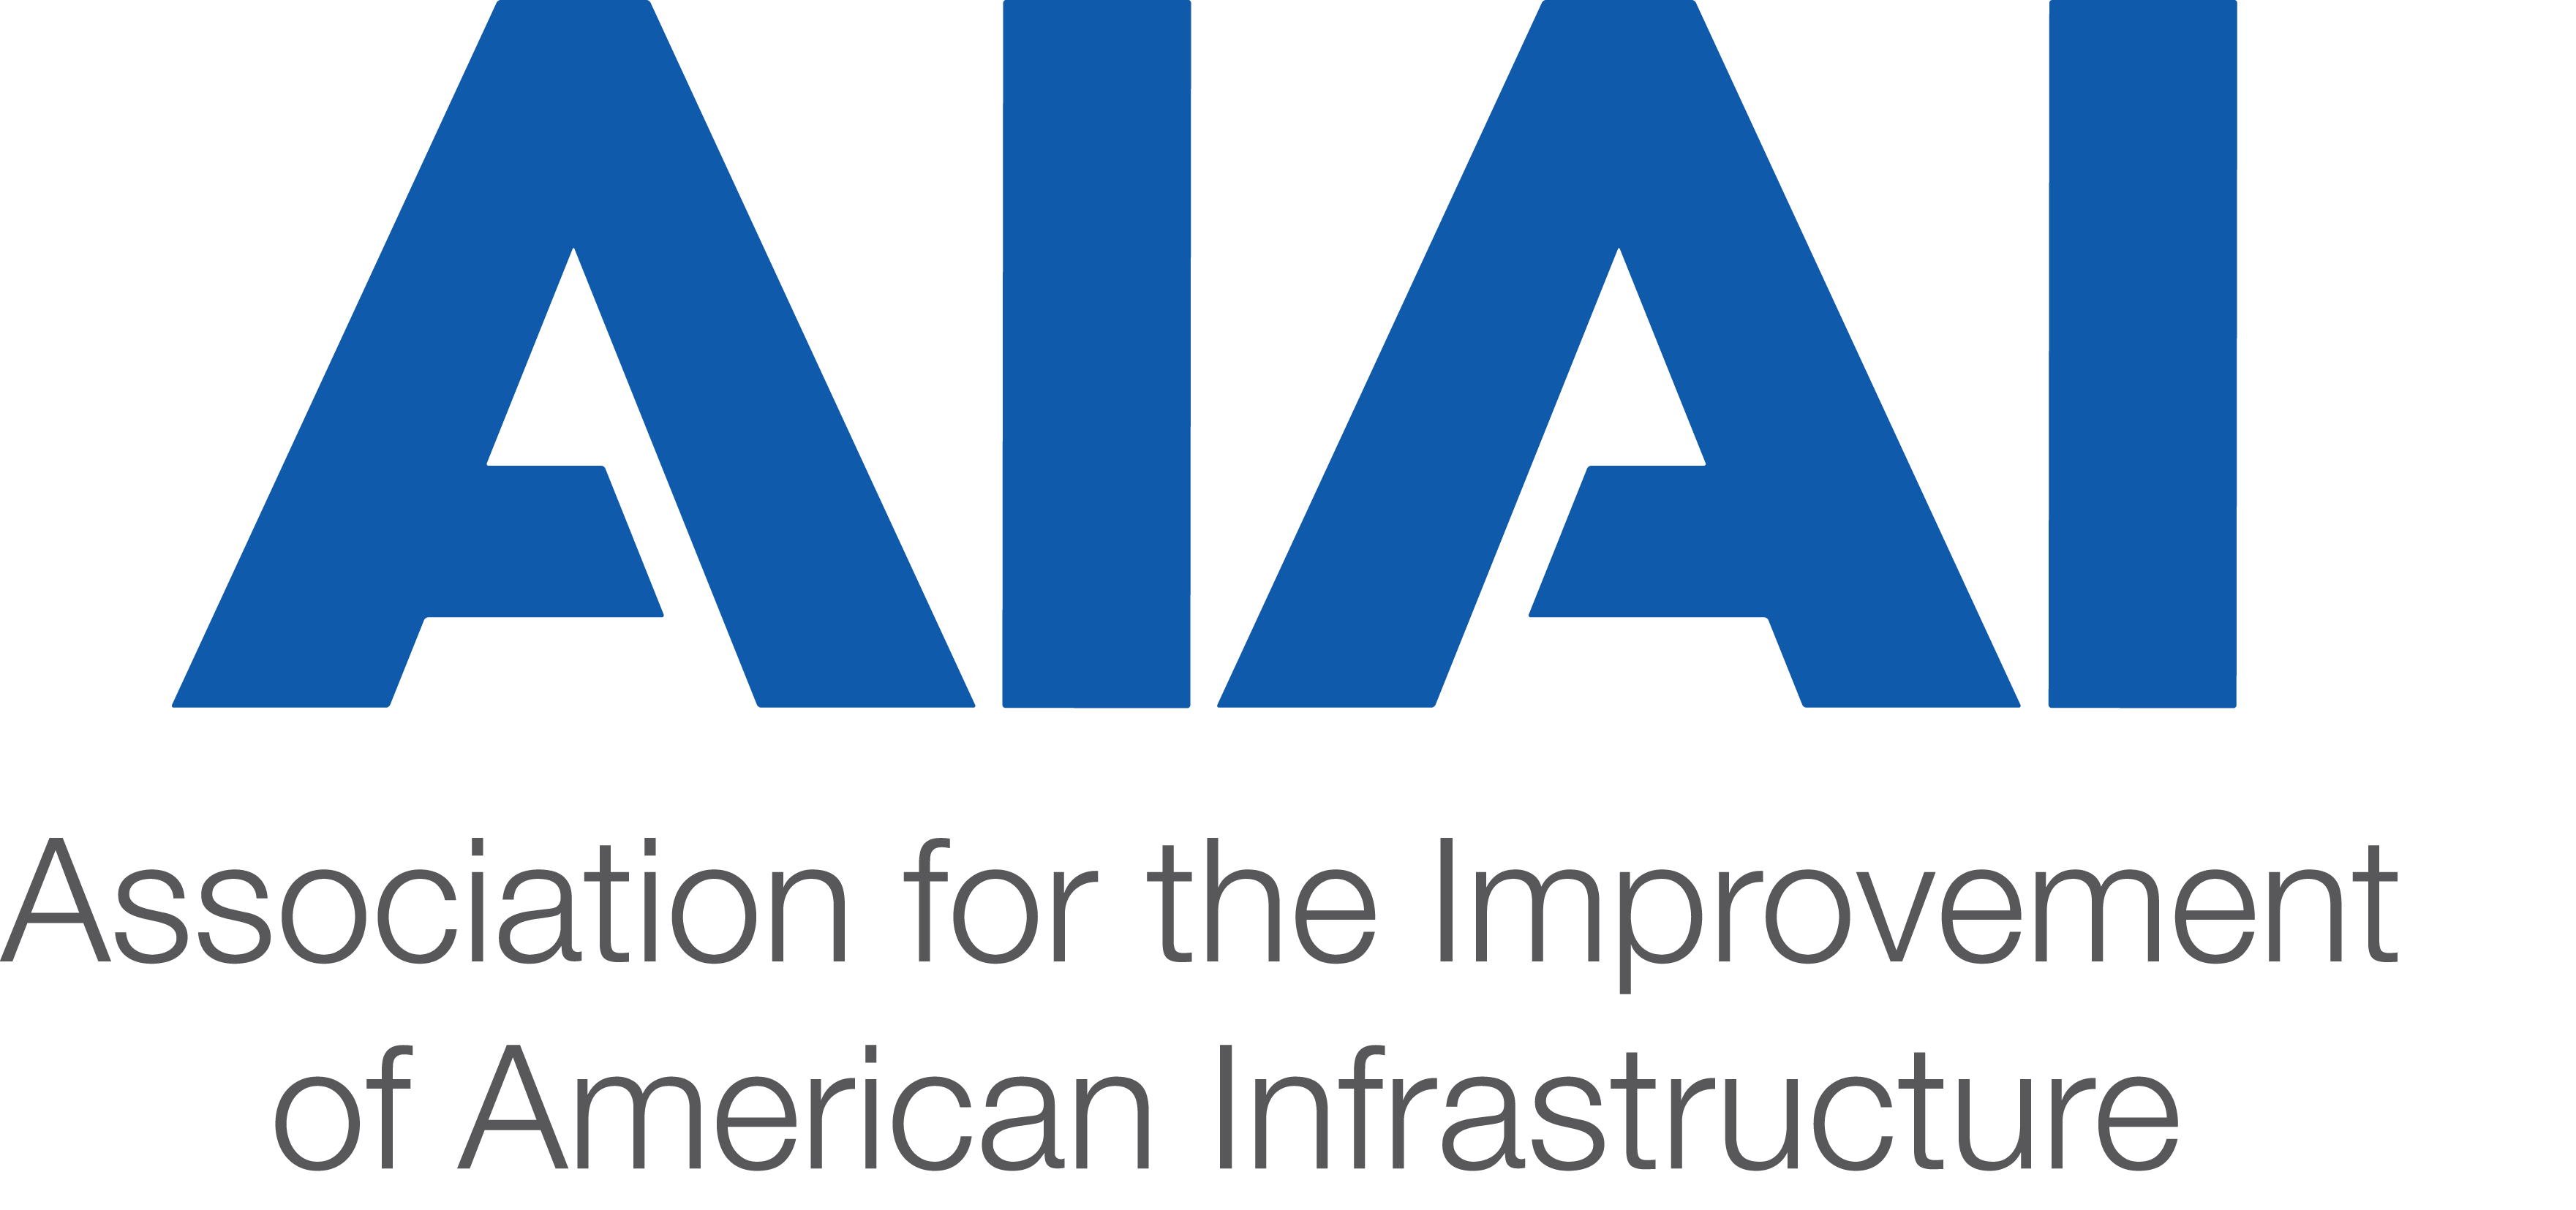 AIAI
Association for the Improvement
of American Infrastructure